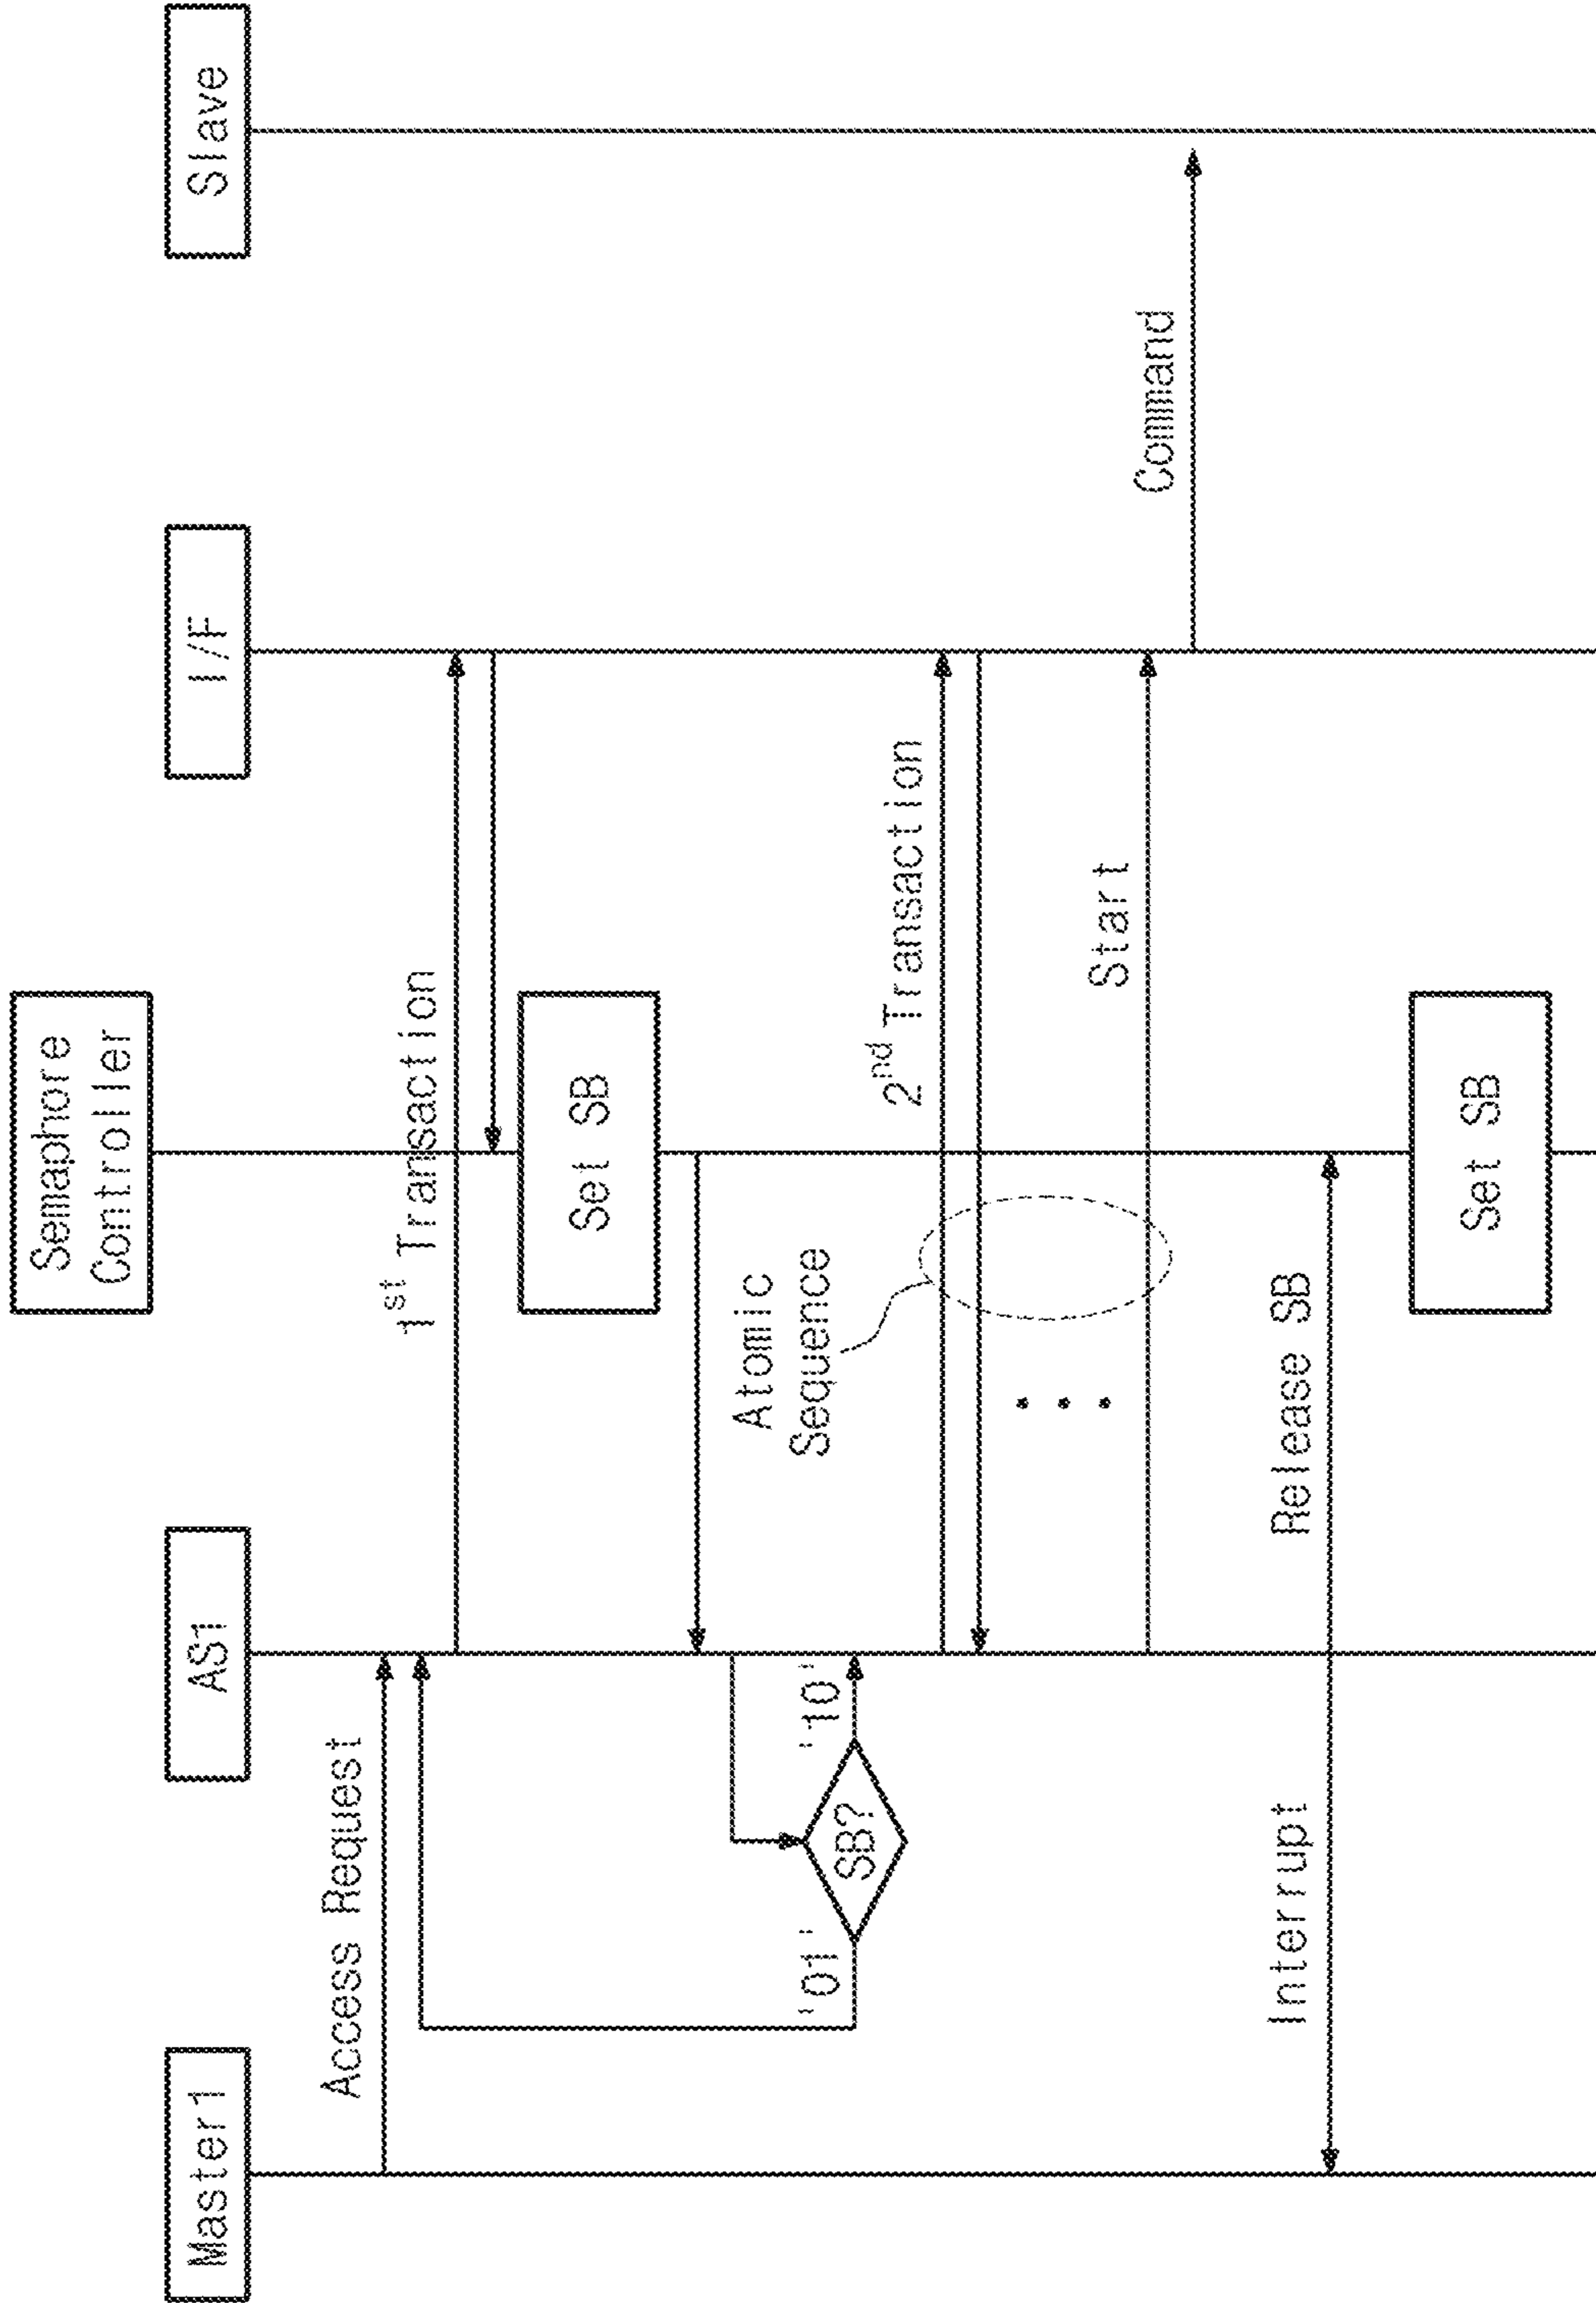 Master1
AS1
Semaphore
Controller
I/F
Slave
Access Request
1st Transaction
Set SB
Atomic
Sequence
'01'
SB?
'10'
2nd Transaction
. . .
Start
Command
Interrupt
Release SB
Set SB